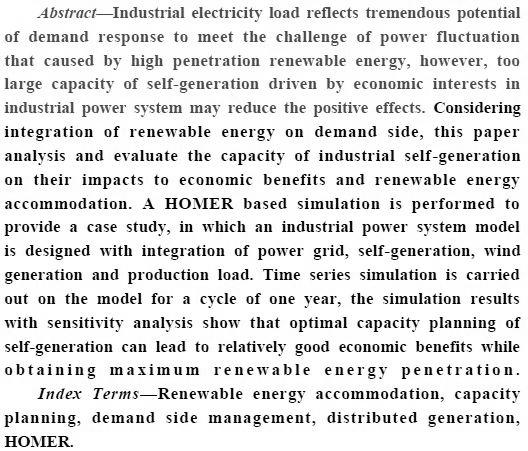 Abstract—Industrial electricity load reflects tremendous potential
of demand response to meet the challenge of power fluctuation
that caused by high penetration renewable energy, however, too
large capacity of self-generation driven by economic interests in
industrial power system may reduce the positive effects. Considering
integration of renewable energy on demand side, this paper
analysis and evaluate the capacity of industrial self-generation
on their impacts to economic benefits and renewable energy
accommodation. A HOMER based simulation is performed to
provide a case study, in which an industrial power system model
is designed with integration of power grid, self-generation, wind
generation and production load. Time series simulation is carried
out on the model for a cycle of one year, the simulation results
with sensitivity analysis show that optimal capacity planning of
self-generation can lead to relatively good economic benefits while
obtaining maximum renewable energy penetration.
Index Terms—Renewable energy accommodation, capacity
planning, demand side management, distributed generation,
HOMER.